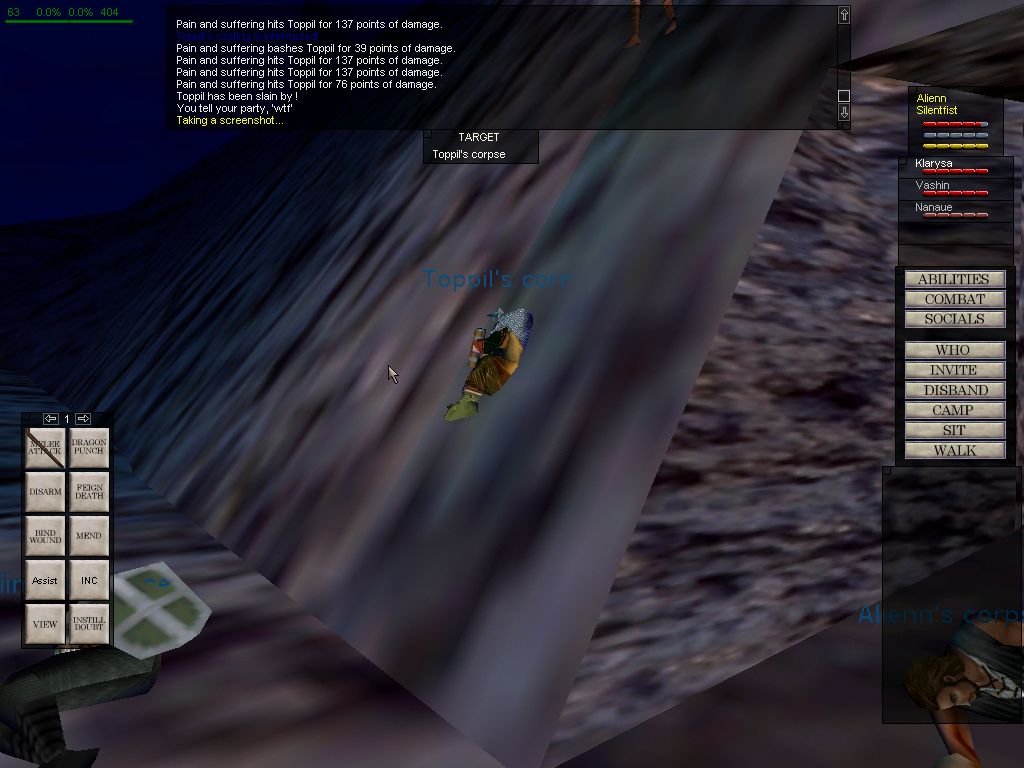 63 0.0% 0.0% 404
Pain and suffering hits Toppil for 137 points of damage.
Toppil's casting is interrupted!
Pain and suffering bashes Toppil for 39 points of damage.
Pain and suffering hits Toppil for 137 points of damage.
Pain and suffering hits Toppil for 137 points of damage.
Pain and suffering hits Toppil for 76 points of damage.
Toppil has been slain by !
You tell your party, 'wtf'
Taking a screenshot...
TARGET
Toppil's corpse
Alienn
Silentfist
Klarysa
Vashin
Nanaue
Toppil's corp
ABILITIES
COMBAT
SOCIALS
WHO
INVITE
DISBAND
CAMP
SIT
WALK
1
MELEE ATTACK
DRAGON PUNCH
DISARM
FEIGN DEATH
BIND WOUND
MEND
Assist
INC
VIEW
INSTILL DOUBT
Alienn's corp